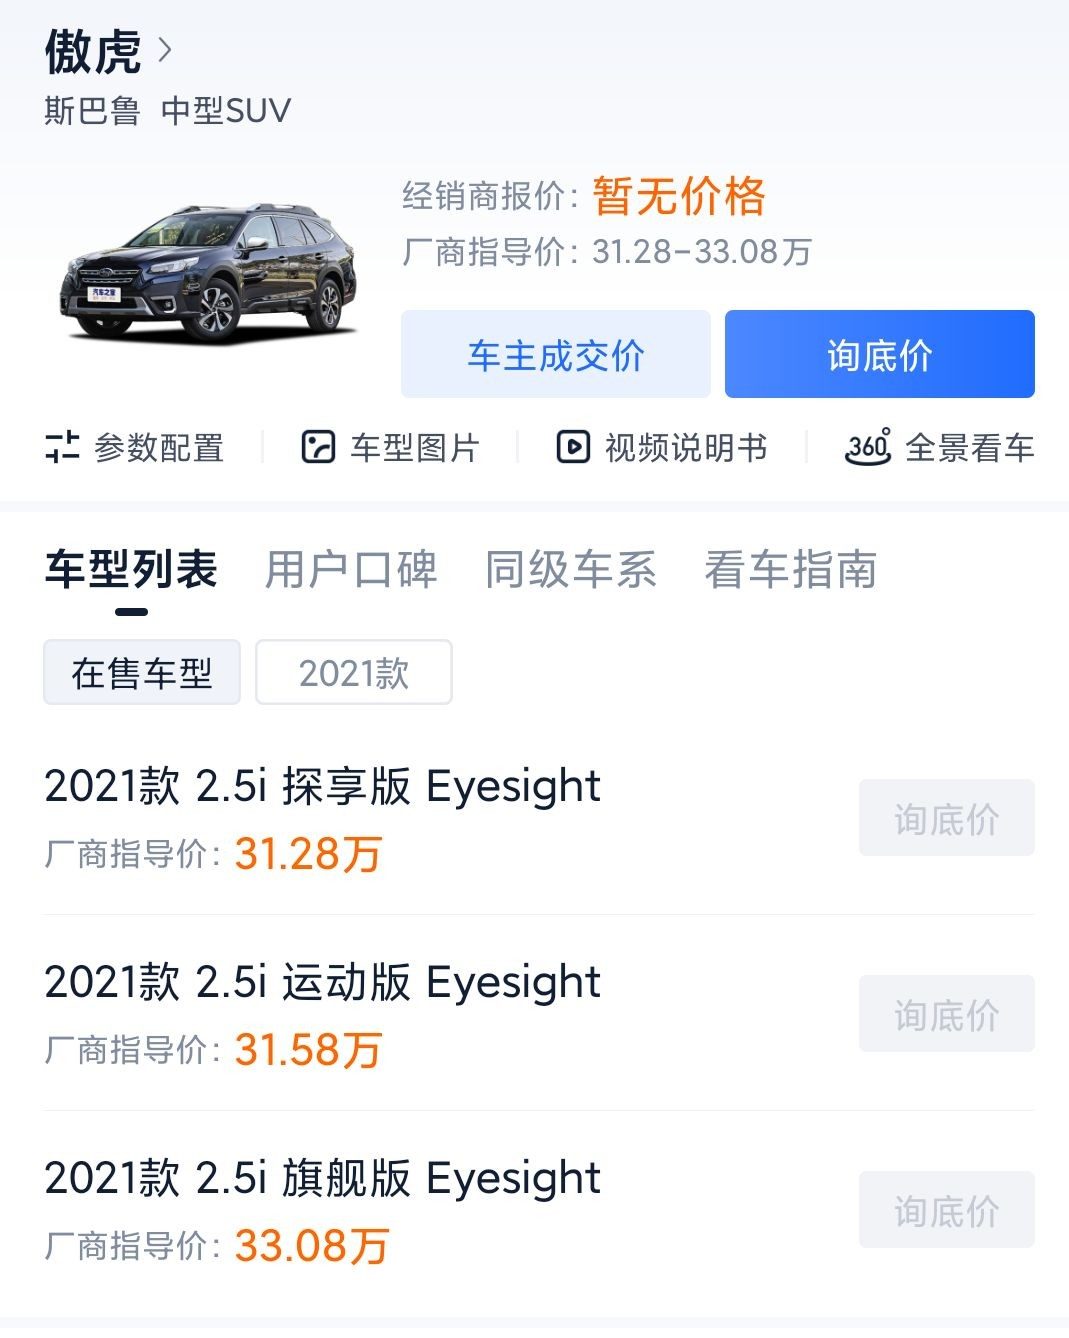 傲虎
斯巴鲁 中型SUV
经销商报价：暂无价格
厂商指导价：31.28-33.08万
汽车之家
车主成交价 询底价
参数配置 车型图片 视频说明书 360° 全景看车
车型列表 用户口碑 同级车系 看车指南
在售车型 2021款
2021款 2.5i 探享版 Eyesight
询底价
厂商指导价：31.28万
2021款 2.5i 运动版 Eyesight
询底价
厂商指导价：31.58万
2021款 2.5i 旗舰版 Eyesight
询底价
厂商指导价：33.08万